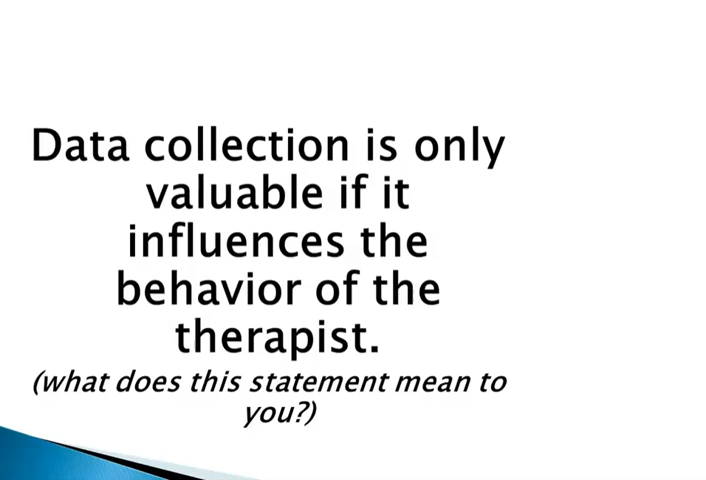 Data collection is only
valuable if it
influences the
behavior of the
therapist.
(what does this statement mean to
you?)